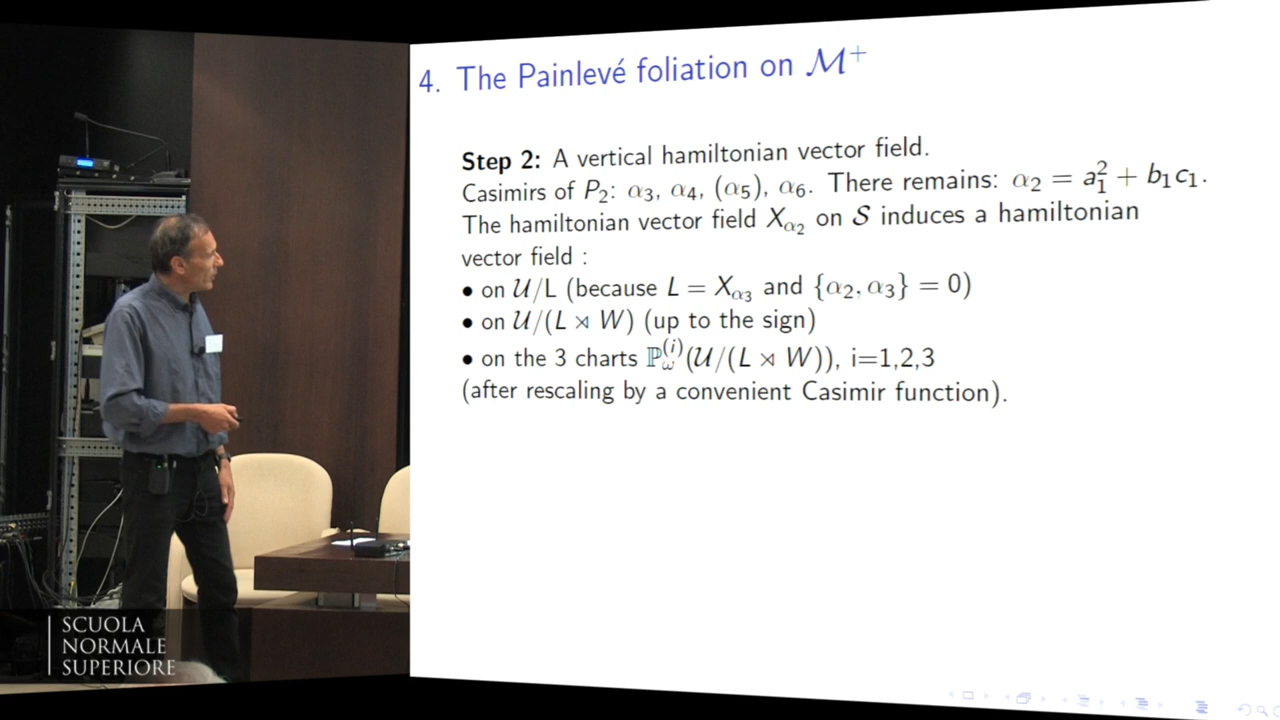 4. The Painlevé foliation on ℳ⁺
Step 2: A vertical hamiltonian vector field.
Casimirs of P₂: α₃, α₄, (α₅), α₆. There remains: α₂ = a₁² + b₁c₁.
The hamiltonian vector field X_{α₂} on 𝒮 induces a hamiltonian
vector field :
• on 𝒰/L (because L = X_{α₃} and {α₂, α₃} = 0)
• on 𝒰/(L ⋊ W) (up to the sign)
• on the 3 charts ℙ_ω^{(i)}(𝒰/(L ⋊ W)), i=1,2,3
(after rescaling by a convenient Casimir function).
SCUOLA
NORMALE
SUPERIORE